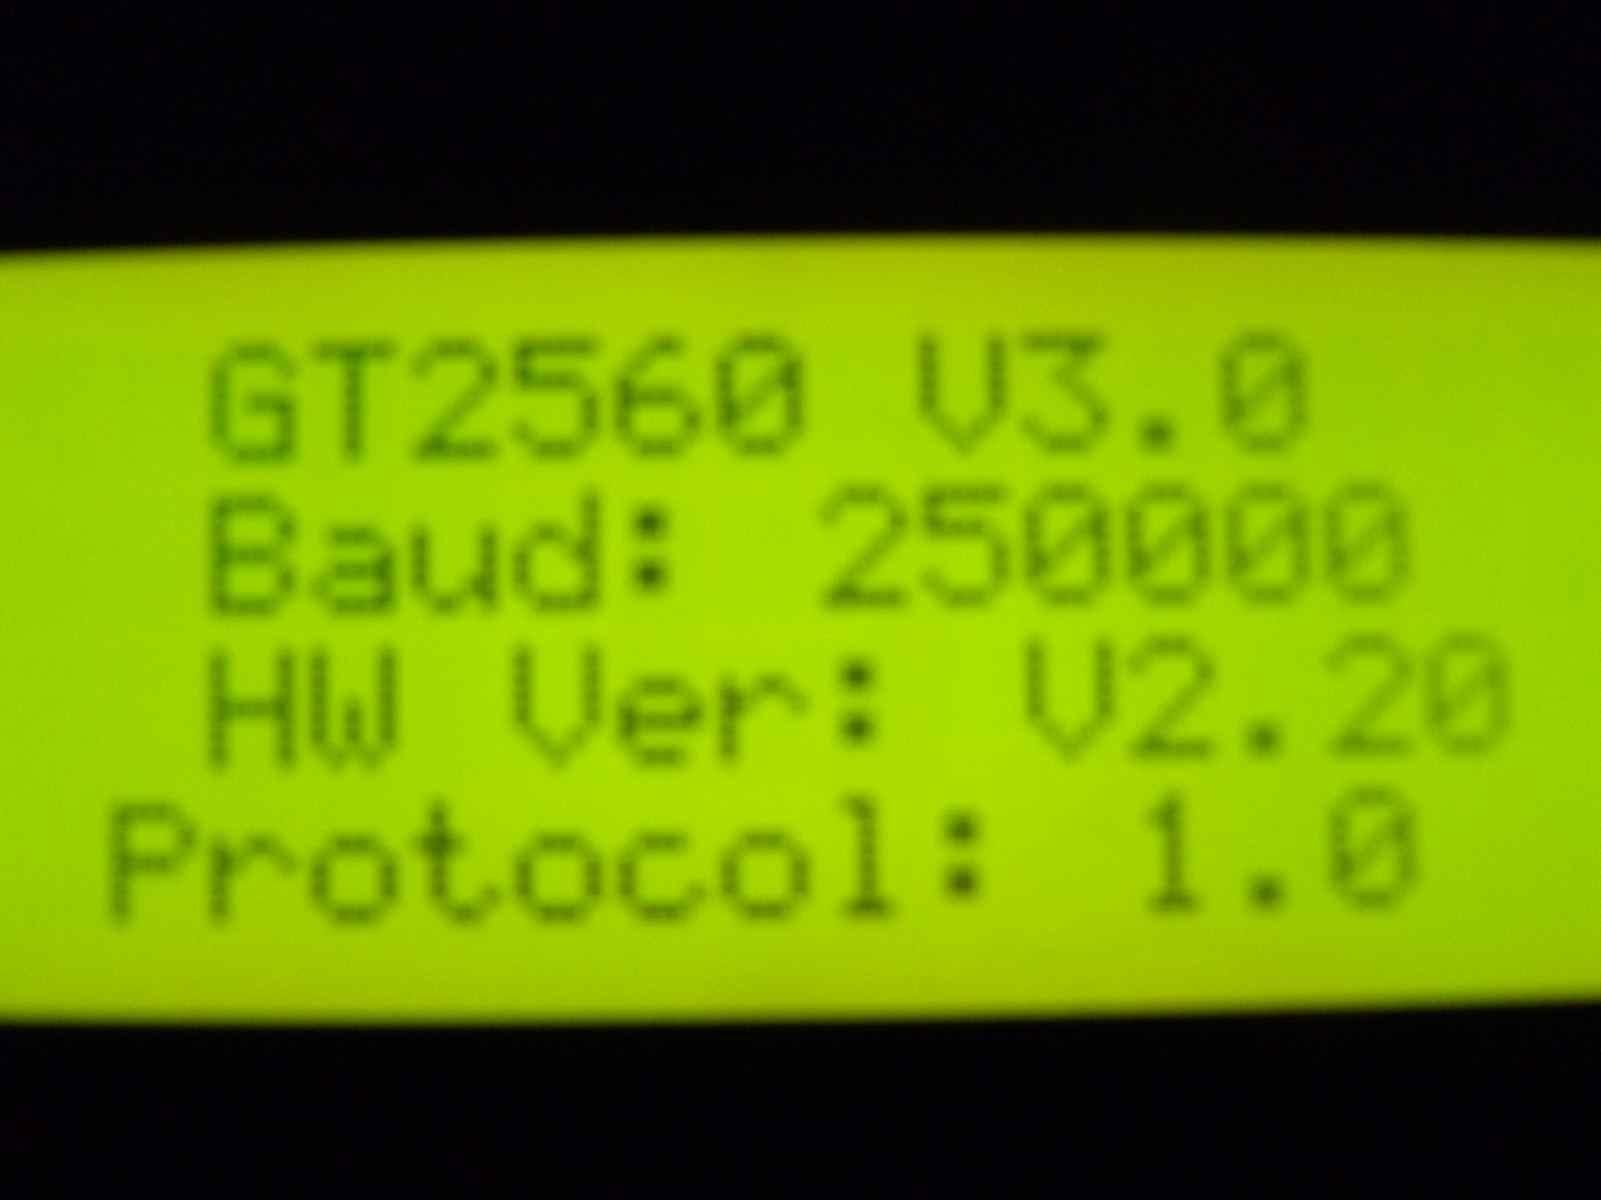 GT2560 V3.0
Baud: 250000
HW Ver: V2.20
Protocol: 1.0